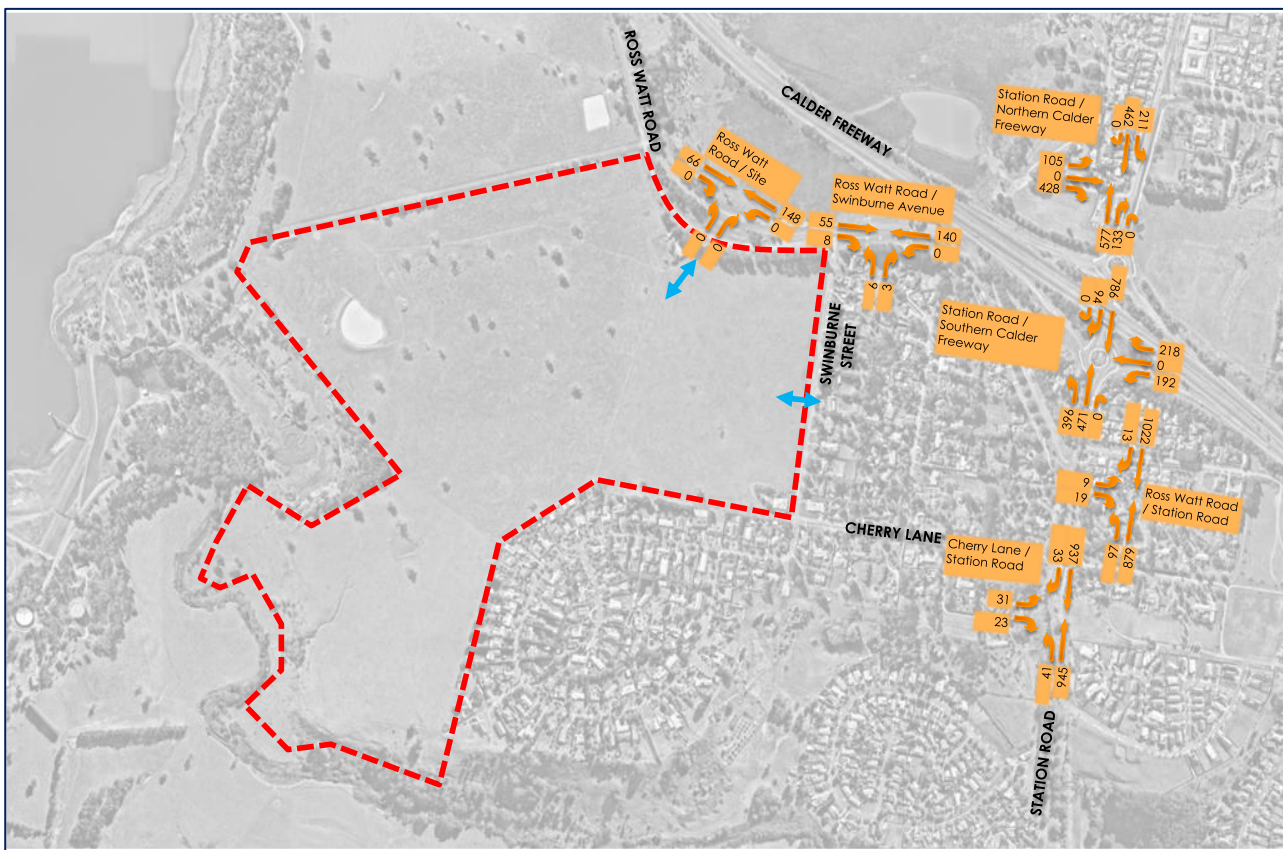 ROSS WATT ROAD
CALDER FREEWAY
Station Road /
Northern Calder
Freeway
211
462
0
105
0
428
577
133
0
Ross Watt
Road / Site
66
0
148
0
0
0
Ross Watt Road /
Swinburne Avenue
55
8
140
0
6
3
SWINBURNE
STREET
Station Road /
Southern Calder
Freeway
786
94
0
218
0
192
396
471
0
1022
13
9
19
97
879
Ross Watt Road
/ Station Road
CHERRY LANE
Cherry Lane /
Station Road
937
33
31
23
41
945
STATION ROAD